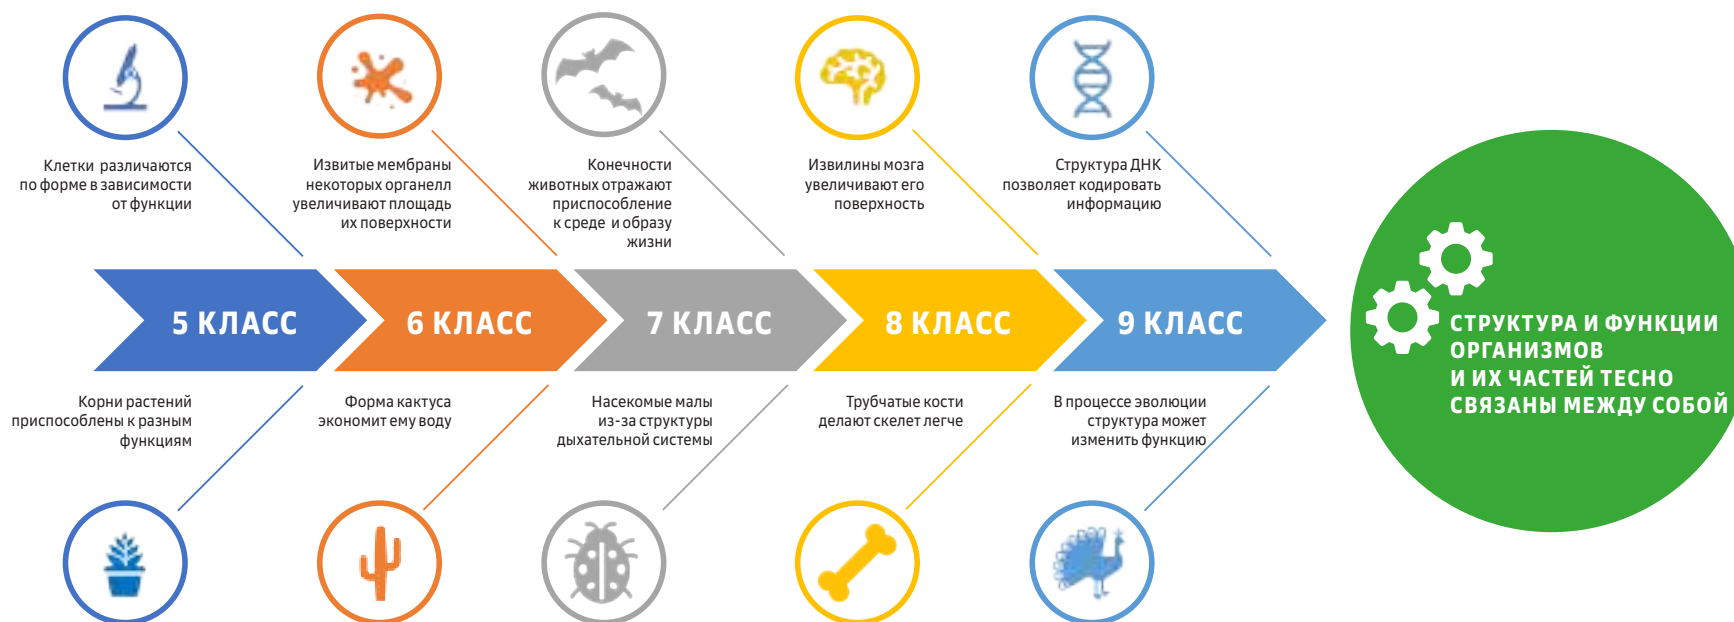 Клетки различаются
по форме в зависимости
от функции
Извитые мембраны
некоторых органелл
увеличивают площадь
их поверхности
Конечности
животных отражают
приспособление
к среде и образу
жизни
Извилины мозга
увеличивают его
поверхность
Структура ДНК
позволяет кодировать
информацию
5 КЛАСС
6 КЛАСС
7 КЛАСС
8 КЛАСС
9 КЛАСС
СТРУКТУРА И ФУНКЦИИ
ОРГАНИЗМОВ
И ИХ ЧАСТЕЙ ТЕСНО
СВЯЗАНЫ МЕЖДУ СОБОЙ
Корни растений
приспособлены к разным
функциям
Форма кактуса
экономит ему воду
Насекомые малы
из-за структуры
дыхательной системы
Трубчатые кости
делают скелет легче
В процессе эволюции
структура может
изменить функцию